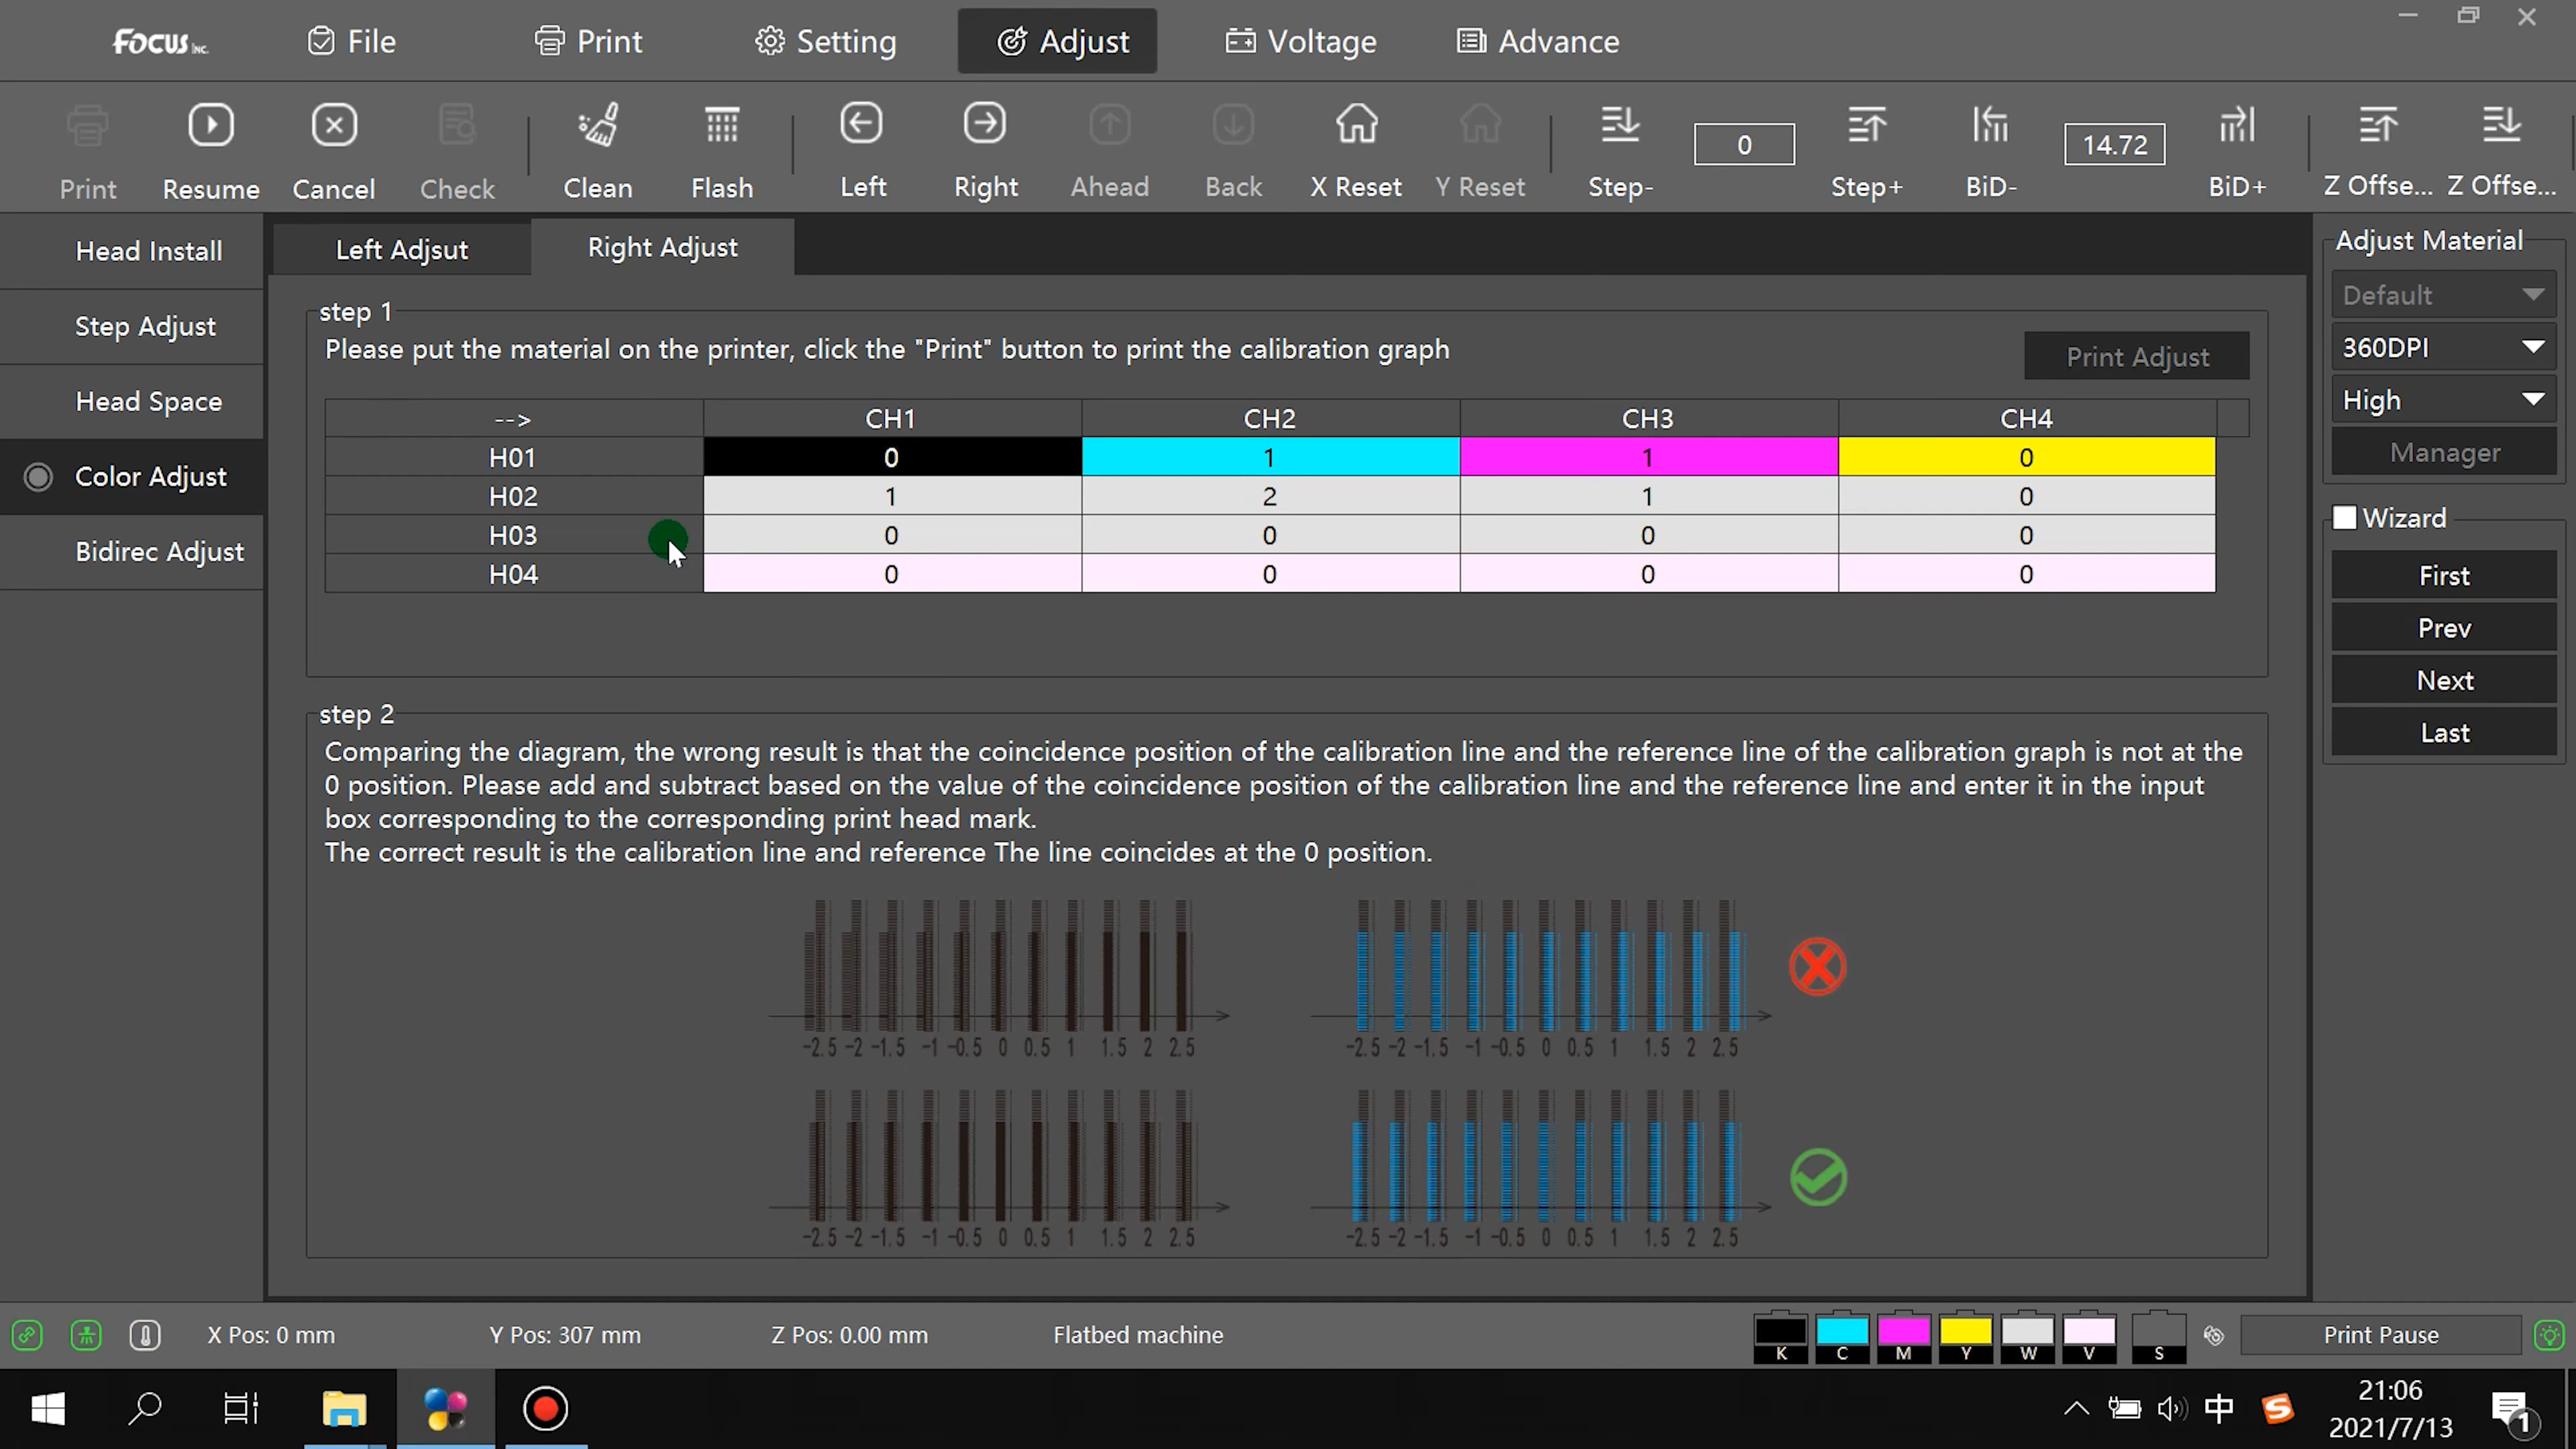 FOCUS INC. File Print Setting Adjust Voltage Advance
Print Resume Cancel Check Clean Flash Left Right Ahead Back X Reset Y Reset Step- 0 Step+ BiD- 14.72 BiD+ Z Offse... Z Offse...
Head Install
Step Adjust
Head Space
Color Adjust
Bidirec Adjust
Left Adjsut Right Adjust
step 1
Please put the material on the printer, click the "Print" button to print the calibration graph
Print Adjust
--> CH1 CH2 CH3 CH4
H01 0 1 1 0
H02 1 2 1 0
H03 0 0 0 0
H04 0 0 0 0
step 2
Comparing the diagram, the wrong result is that the coincidence position of the calibration line and the reference line of the calibration graph is not at the
0 position. Please add and subtract based on the value of the coincidence position of the calibration line and the reference line and enter it in the input
box corresponding to the corresponding print head mark.
The correct result is the calibration line and reference The line coincides at the 0 position.
-2.5 -2 -1.5 -1 -0.5 0 0.5 1 1.5 2 2.5
-2.5 -2 -1.5 -1 -0.5 0 0.5 1 1.5 2 2.5
-2.5 -2 -1.5 -1 -0.5 0 0.5 1 1.5 2 2.5
-2.5 -2 -1.5 -1 -0.5 0 0.5 1 1.5 2 2.5
Adjust Material
Default
360DPI
High
Manager
Wizard
First
Prev
Next
Last
X Pos: 0 mm Y Pos: 307 mm Z Pos: 0.00 mm Flatbed machine
K C M Y W V S
Print Pause
中 S
21:06
2021/7/13
1